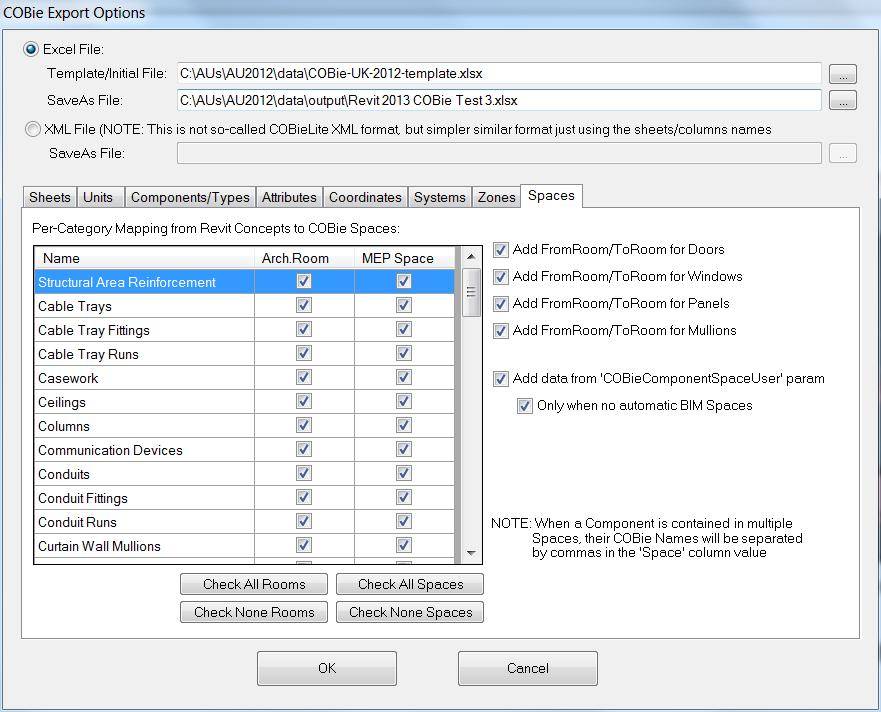 COBie Export Options
Excel File:
Template/Initial File: C:\AUs\AU2012\data\COBie-UK-2012-template.xlsx ...
SaveAs File: C:\AUs\AU2012\data\output\Revit 2013 COBie Test 3.xlsx ...
XML File (NOTE: This is not so-called COBieLite XML format, but simpler similar format just using the sheets/columns names
SaveAs File: ...
Sheets Units Components/Types Attributes Coordinates Systems Zones Spaces
Per-Category Mapping from Revit Concepts to COBie Spaces:
Name Arch.Room MEP Space
Structural Area Reinforcement
Cable Trays
Cable Tray Fittings
Cable Tray Runs
Casework
Ceilings
Columns
Communication Devices
Conduits
Conduit Fittings
Conduit Runs
Curtain Wall Mullions
Check All Rooms Check All Spaces
Check None Rooms Check None Spaces
Add FromRoom/ToRoom for Doors
Add FromRoom/ToRoom for Windows
Add FromRoom/ToRoom for Panels
Add FromRoom/ToRoom for Mullions
Add data from 'COBieComponentSpaceUser' param
Only when no automatic BIM Spaces
NOTE: When a Component is contained in multiple
Spaces, their COBie Names will be separated
by commas in the 'Space' column value
OK Cancel